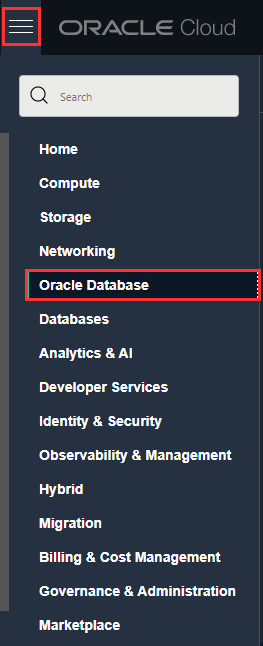 ORACLE Cloud
Search
Home
Compute
Storage
Networking
Oracle Database
Databases
Analytics & AI
Developer Services
Identity & Security
Observability & Management
Hybrid
Migration
Billing & Cost Management
Governance & Administration
Marketplace